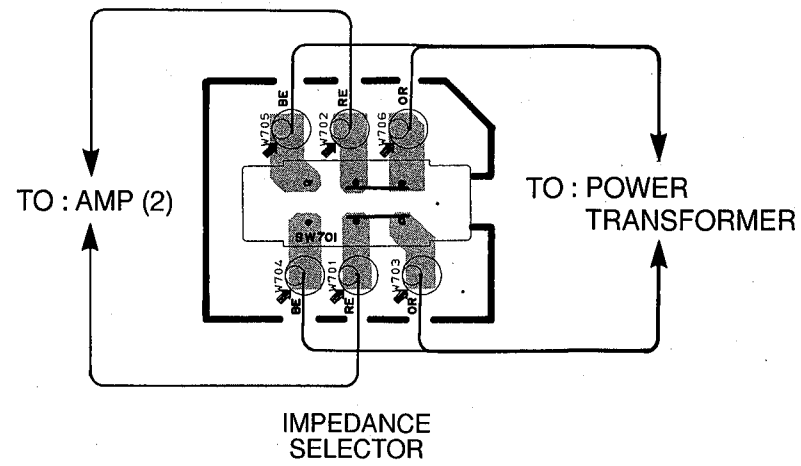 BE
RE
OR
W705
W702
W706
TO : AMP (2)
TO : POWER
TRANSFORMER
SW701
W704
W701
W703
BE
RE
OR
IMPEDANCE
SELECTOR